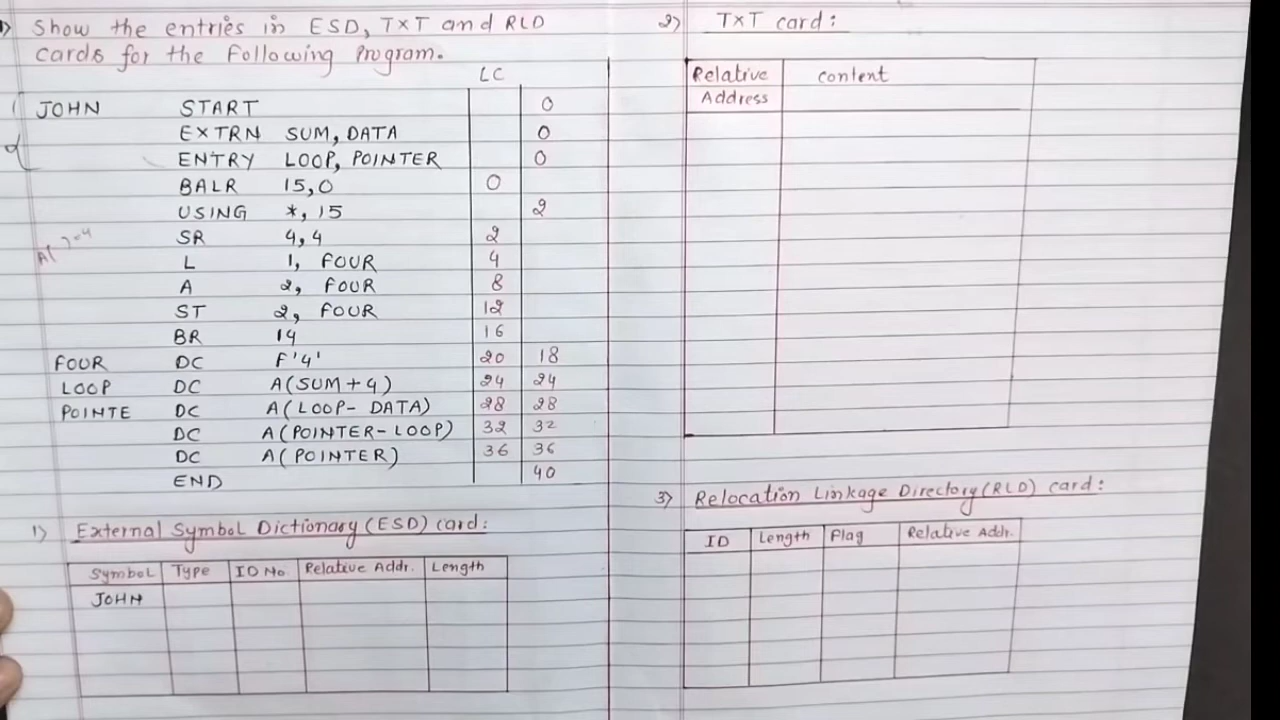 1) Show the entries in ESD, TXT and RLD
cards for the following program.
LC
JOHN START 0
EXTRN SUM, DATA 0
ENTRY LOOP, POINTER 0
BALR 15,0 0
USING *, 15 2
SR 4,4 2
L 1, FOUR 4
A 2, FOUR 8
ST 2, FOUR 12
BR 14 16
FOUR DC F'4' 20 18
LOOP DC A(SUM+4) 24 24
POINTE DC A(LOOP- DATA) 28 28
DC A(POINTER-LOOP) 32 32
DC A(POINTER) 36 36
END 40
A( )=4
1) External Symbol Dictionary (ESD) card:
Symbol Type ID No. Relative Addr. Length
JOHN
2) TXT card:
Relative Content
Address
3) Relocation Linkage Directory (RLD) card:
ID Length Flag Relative Addr.